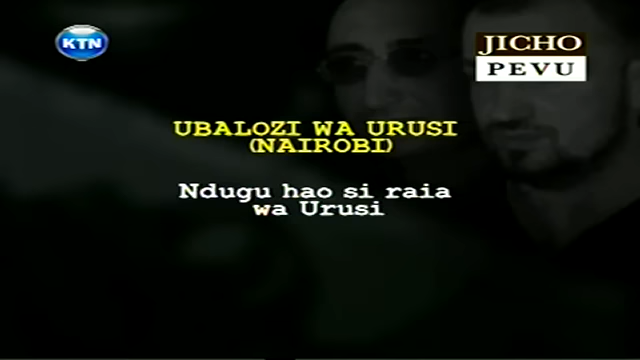 KTN
JICHO
PEVU
UBALOZI WA URUSI
(NAIROBI)
Ndugu hao si raia
wa Urusi